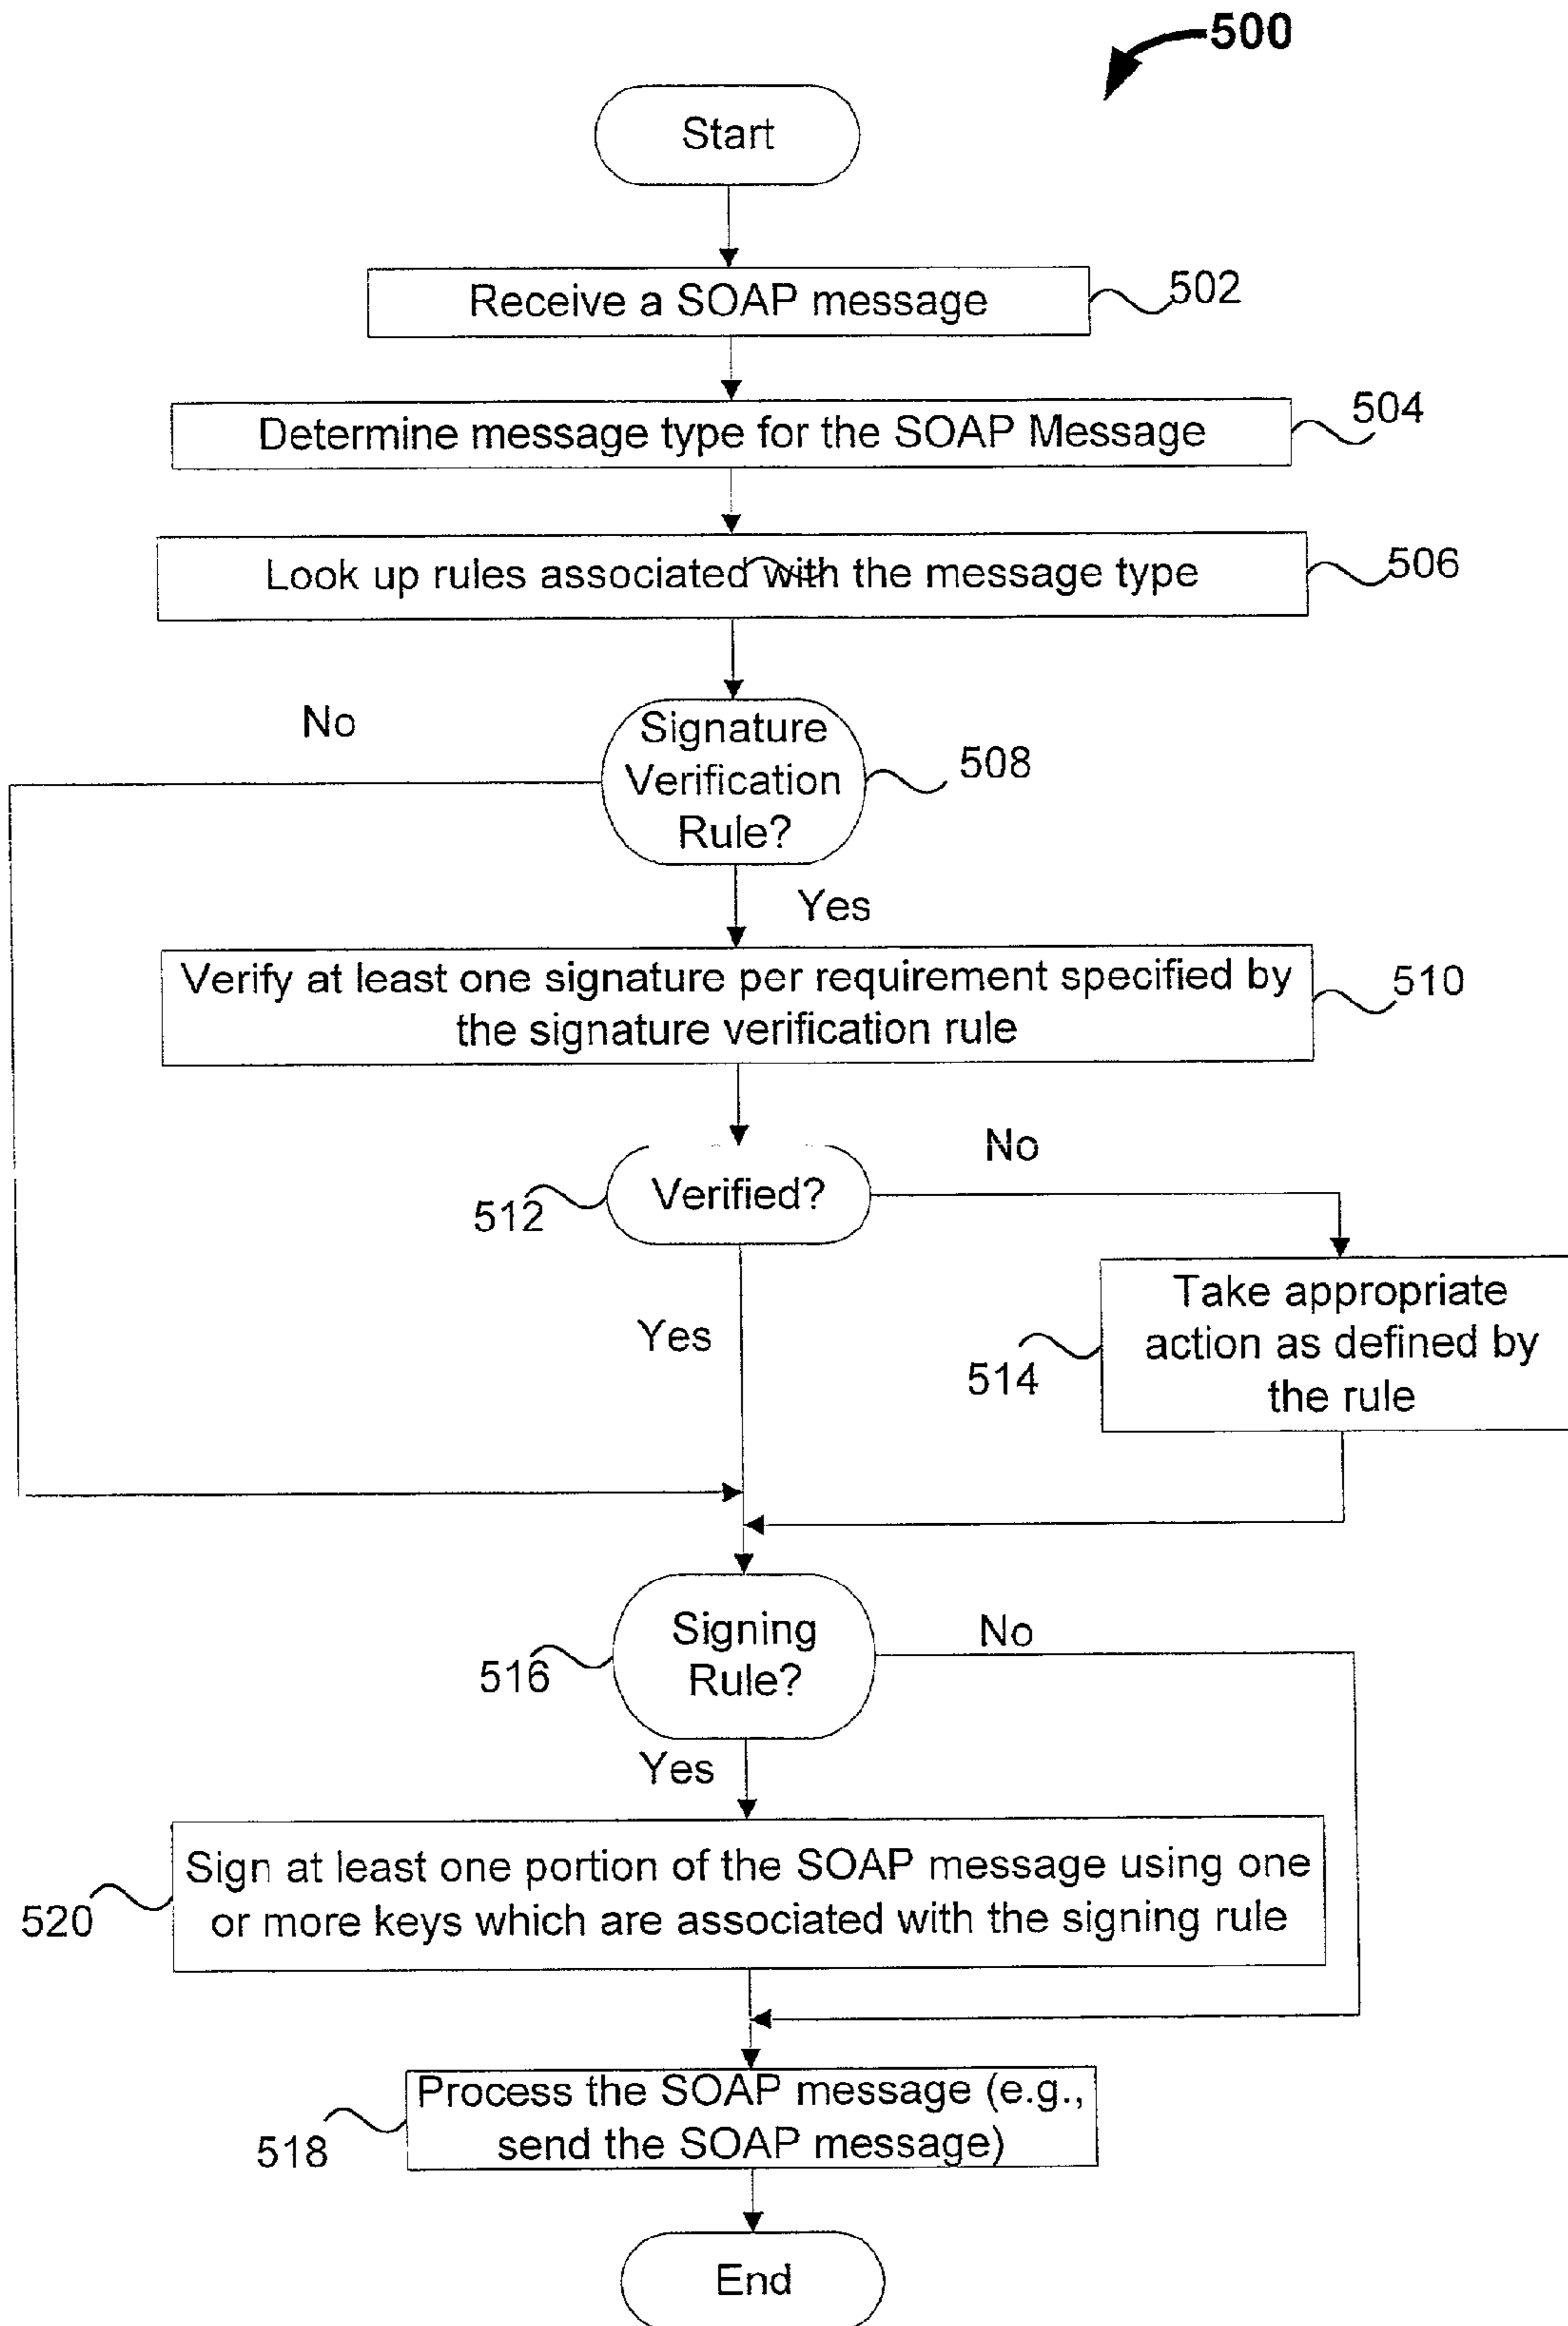 500
Start
Receive a SOAP message
502
Determine message type for the SOAP Message
504
Look up rules associated with the message type
506
No
Signature
Verification
Rule?
508
Yes
Verify at least one signature per requirement specified by
the signature verification rule
510
No
Verified?
512
Take appropriate
action as defined by
the rule
514
Yes
Signing
Rule?
No
516
Yes
Sign at least one portion of the SOAP message using one
or more keys which are associated with the signing rule
520
Process the SOAP message (e.g.,
send the SOAP message)
518
End